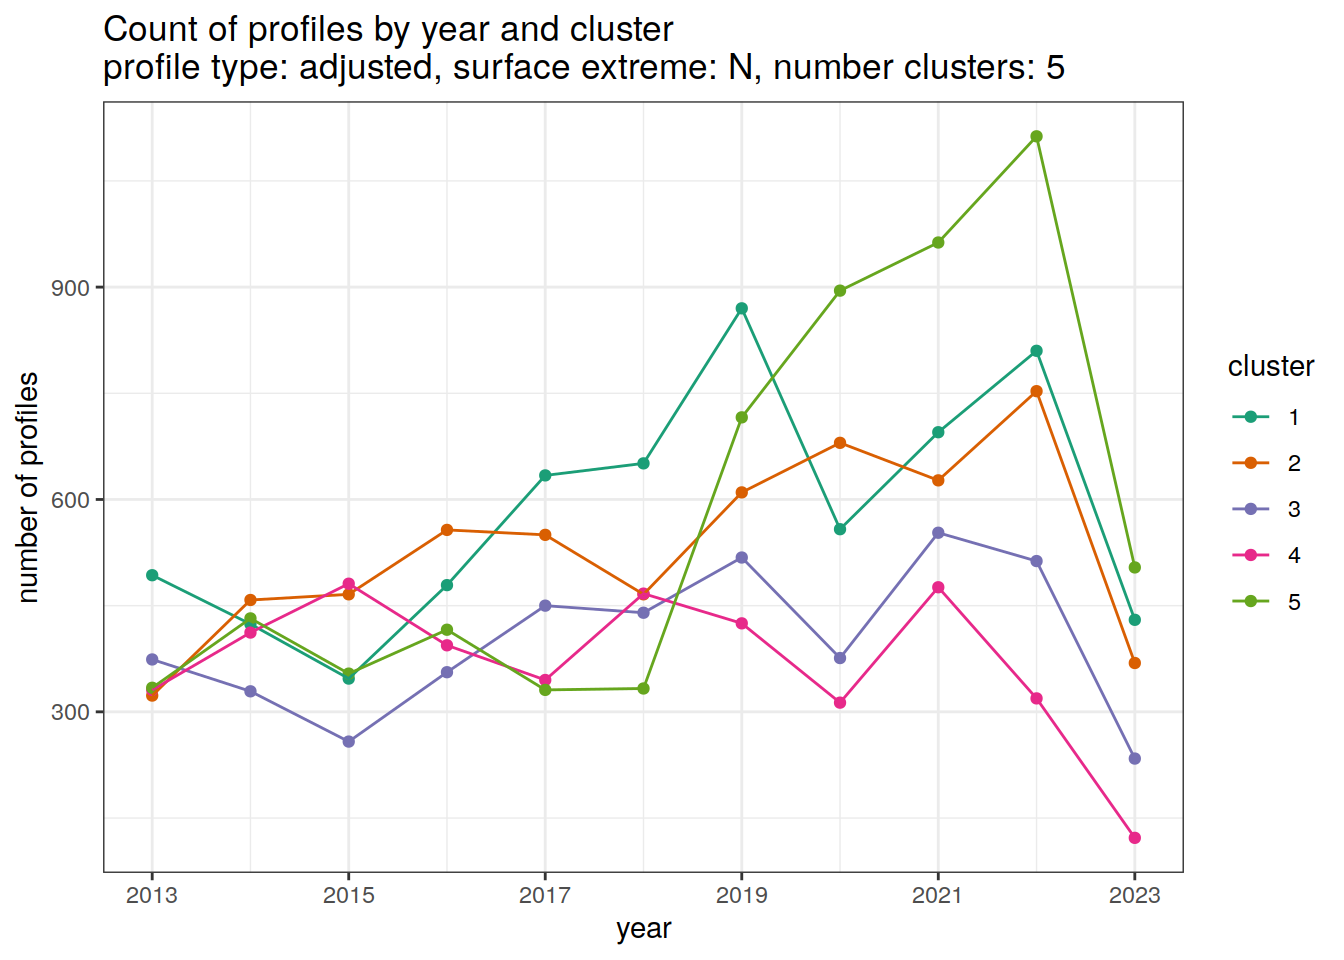 Count of profiles by year and cluster
profile type: adjusted, surface extreme: N, number clusters: 5
number of profiles
900
600
300
2013 2015 2017 2019 2021 2023
year
cluster
1
2
3
4
5